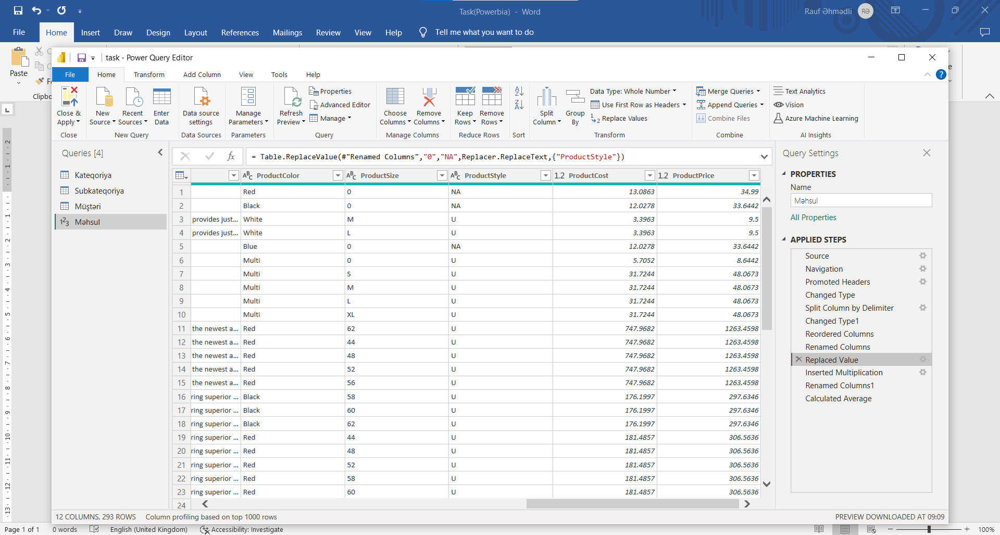 Task(Powerbia) - Word
Rauf Əhmədli RƏ
File Home Insert Draw Design Layout References Mailings Review View Help Tell me what you want to do
Paste
task - Power Query Editor
File Home Transform Add Column View Tools Help
Close & Apply
Close
New Source
Recent Sources
Enter Data
New Query
Data source settings
Data Sources
Manage Parameters
Parameters
Refresh Preview
Properties
Advanced Editor
Manage
Query
Choose Columns
Remove Columns
Manage Columns
Keep Rows
Remove Rows
Reduce Rows
Sort
Split Column
Group By
Data Type: Whole Number
Use First Row as Headers
Replace Values
Transform
Merge Queries
Append Queries
Combine Files
Combine
Text Analytics
Vision
Azure Machine Learning
AI Insights
Queries [4]
Kateqoriya
Subkateqoriya
Müştəri
Məhsul
= Table.ReplaceValue(#"Renamed Columns","0","NA",Replacer.ReplaceText,{"ProductStyle"})
ProductColor ProductSize ProductStyle 1.2 ProductCost 1.2 ProductPrice
1 Red 0 NA 13.0863 34.99
2 Black 0 NA 12.0278 33.6442
3 provides just... White M U 3.3963 9.5
4 provides just... White L U 3.3963 9.5
5 Blue 0 NA 12.0278 33.6442
6 Multi 0 U 5.7052 8.6442
7 Multi S U 31.7244 48.0673
8 Multi M U 31.7244 48.0673
9 Multi L U 31.7244 48.0673
10 Multi XL U 31.7244 48.0673
11 the newest a... Red 62 U 747.9682 1263.4598
12 the newest a... Red 44 U 747.9682 1263.4598
13 the newest a... Red 48 U 747.9682 1263.4598
14 the newest a... Red 52 U 747.9682 1263.4598
15 the newest a... Red 56 U 747.9682 1263.4598
16 ring superior ... Black 58 U 176.1997 297.6346
17 ring superior ... Black 60 U 176.1997 297.6346
18 ring superior ... Black 62 U 176.1997 297.6346
19 ring superior ... Red 44 U 181.4857 306.5636
20 ring superior ... Red 48 U 181.4857 306.5636
21 ring superior ... Red 52 U 181.4857 306.5636
22 ring superior ... Red 58 U 181.4857 306.5636
23 ring superior ... Red 60 U 181.4857 306.5636
24
Query Settings
PROPERTIES
Name
Məhsul
All Properties
APPLIED STEPS
Source
Navigation
Promoted Headers
Changed Type
Split Column by Delimiter
Changed Type1
Reordered Columns
Renamed Columns
Replaced Value
Inserted Multiplication
Renamed Columns1
Calculated Average
12 COLUMNS, 293 ROWS Column profiling based on top 1000 rows
PREVIEW DOWNLOADED AT 09:09
Page 1 of 1 0 words English (United Kingdom) Accessibility: Investigate 100%